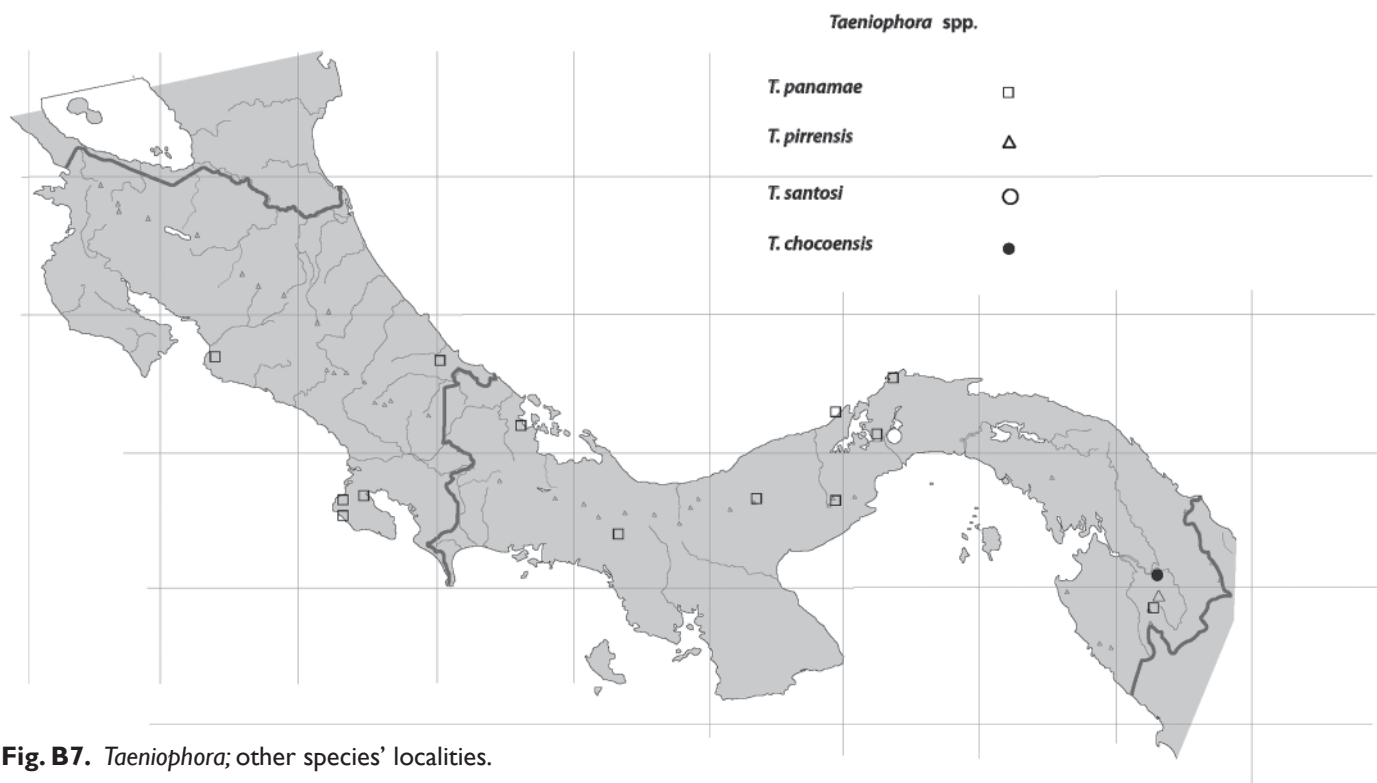 Taeniophora spp.
T. panamae
T. pirrensis
T. santosi
T. chocoensis
Fig. B7. Taeniophora; other species’ localities.